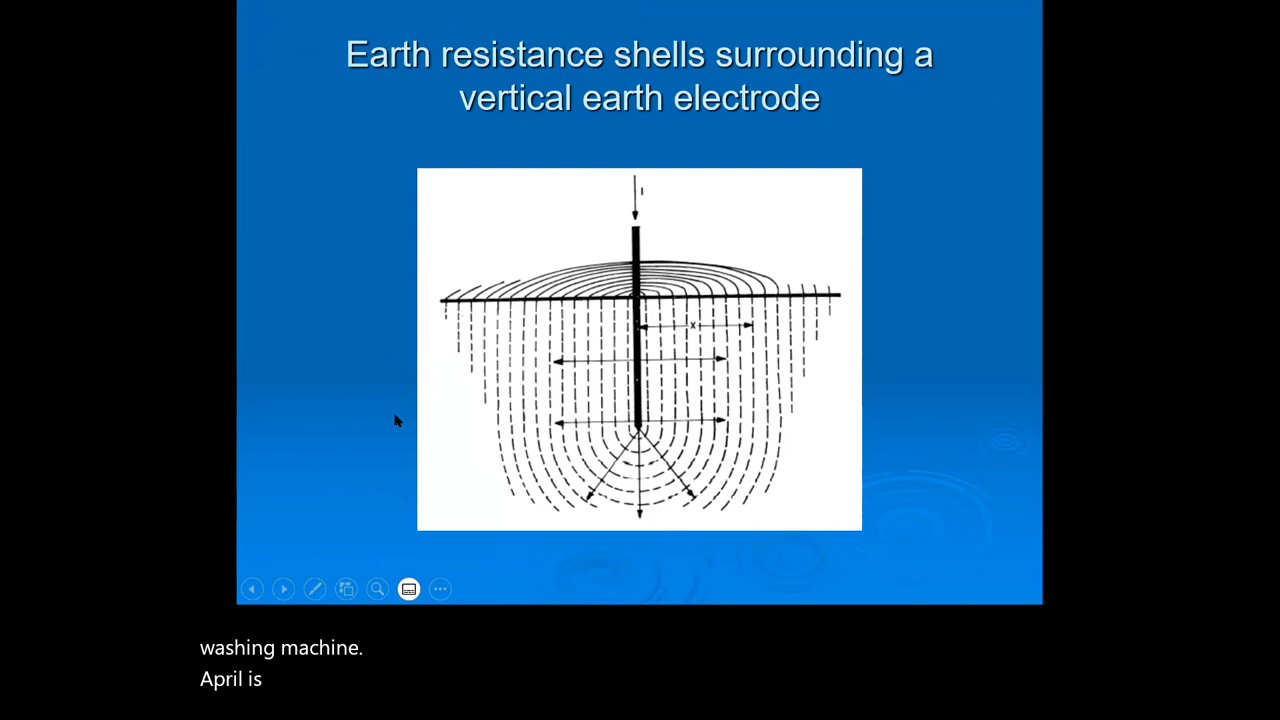 Earth resistance shells surrounding a
vertical earth electrode
I
x
washing machine.
April is